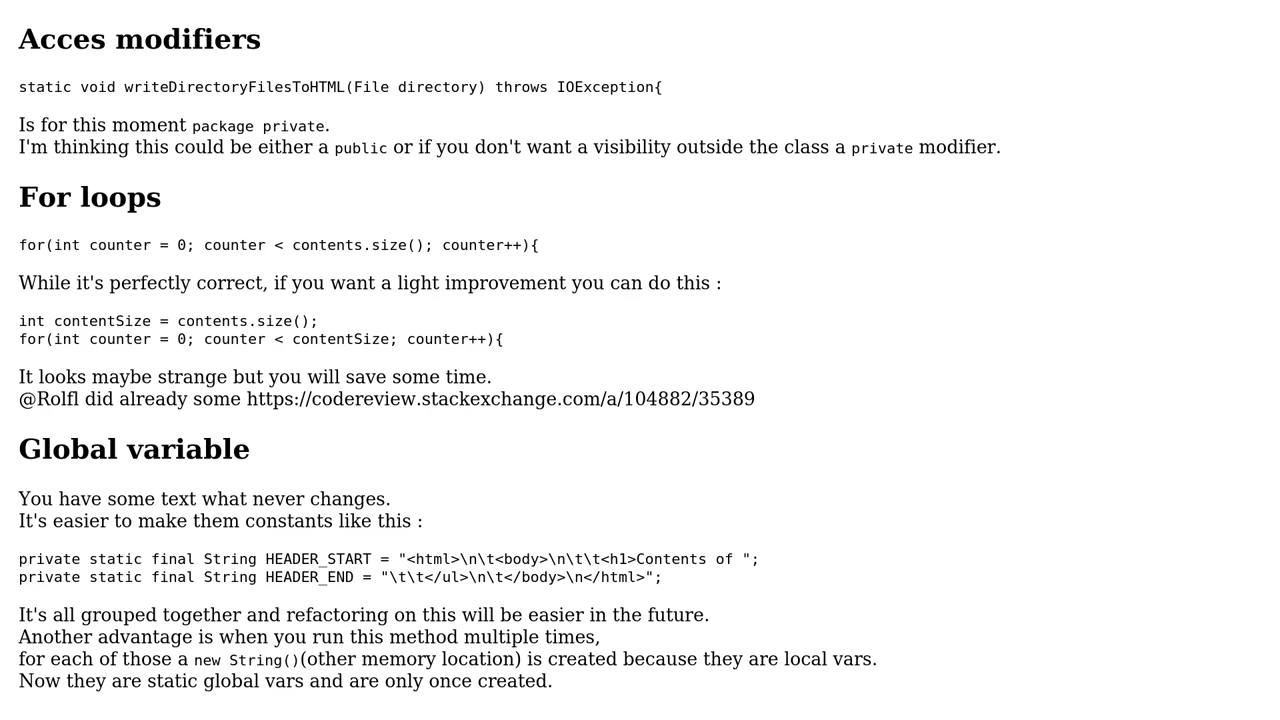 Acces modifiers
static void writeDirectoryFilesToHTML(File directory) throws IOException{
Is for this moment package private.
I'm thinking this could be either a public or if you don't want a visibility outside the class a private modifier.
For loops
for(int counter = 0; counter < contents.size(); counter++){
While it's perfectly correct, if you want a light improvement you can do this :
int contentSize = contents.size();
for(int counter = 0; counter < contentSize; counter++){
It looks maybe strange but you will save some time.
@Rolfl did already some https://codereview.stackexchange.com/a/104882/35389
Global variable
You have some text what never changes.
It's easier to make them constants like this :
private static final String HEADER_START = "<html>\n\t<body>\n\t\t<h1>Contents of ";
private static final String HEADER_END = "\t\t</ul>\n\t</body>\n</html>";
It's all grouped together and refactoring on this will be easier in the future.
Another advantage is when you run this method multiple times,
for each of those a new String()(other memory location) is created because they are local vars.
Now they are static global vars and are only once created.